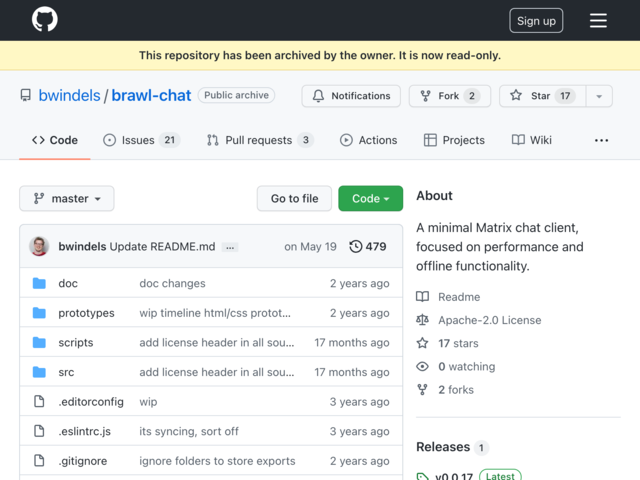 Sign up
This repository has been archived by the owner. It is now read-only.
bwindels / brawl-chat Public archive Notifications Fork 2 Star 17
Code Issues 21 Pull requests 3 Actions Projects Wiki
master Go to file Code
bwindels Update README.md ... on May 19 479
doc doc changes 2 years ago
prototypes wip timeline html/css protot... 2 years ago
scripts add license header in all sou... 17 months ago
src add license header in all sou... 17 months ago
.editorconfig wip 3 years ago
.eslintrc.js its syncing, sort off 3 years ago
.gitignore ignore folders to store exports 2 years ago
About
A minimal Matrix chat client,
focused on performance and
offline functionality.
Readme
Apache-2.0 License
17 stars
0 watching
2 forks
Releases 1
v0.0.17 Latest